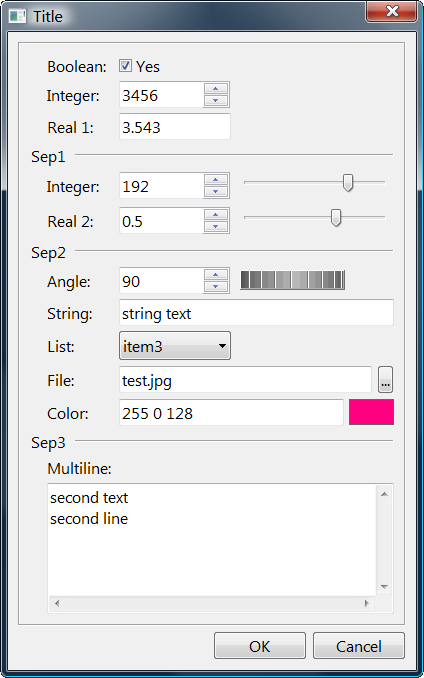 Title
Boolean: Yes
Integer: 3456
Real 1: 3.543
Sep1
Integer: 192
Real 2: 0.5
Sep2
Angle: 90
String: string text
List: item3
File: test.jpg ...
Color: 255 0 128
Sep3
Multiline:
second text
second line
OK Cancel